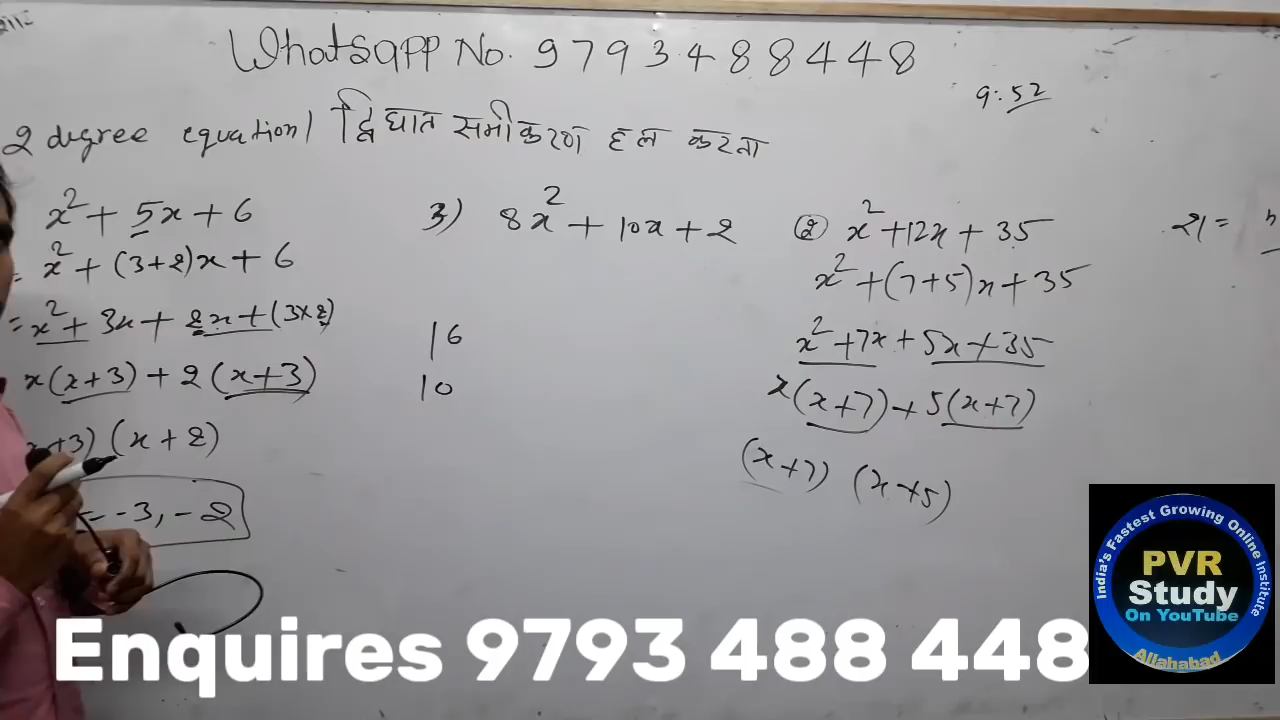 Whatsapp No. 9793488448
9:52
2 degree equation / द्विघात समीकरण हल करना
x² + 5x + 6
= x² + (3+2)x + 6
= x² + 3x + 2x + (3×2)
x(x+3) + 2(x+3)
x+3) (x+2)
= -3, -2
3) 8x² + 10x + 2
16
10
② x² + 12x + 35
x² + (7+5)x + 35
x² + 7x + 5x + 35
x(x+7) + 5(x+7)
(x+7) (x+5)
Enquires 9793 488 448
India's Fastest Growing Online Institute
PVR
Study
On YouTube
Allahabad